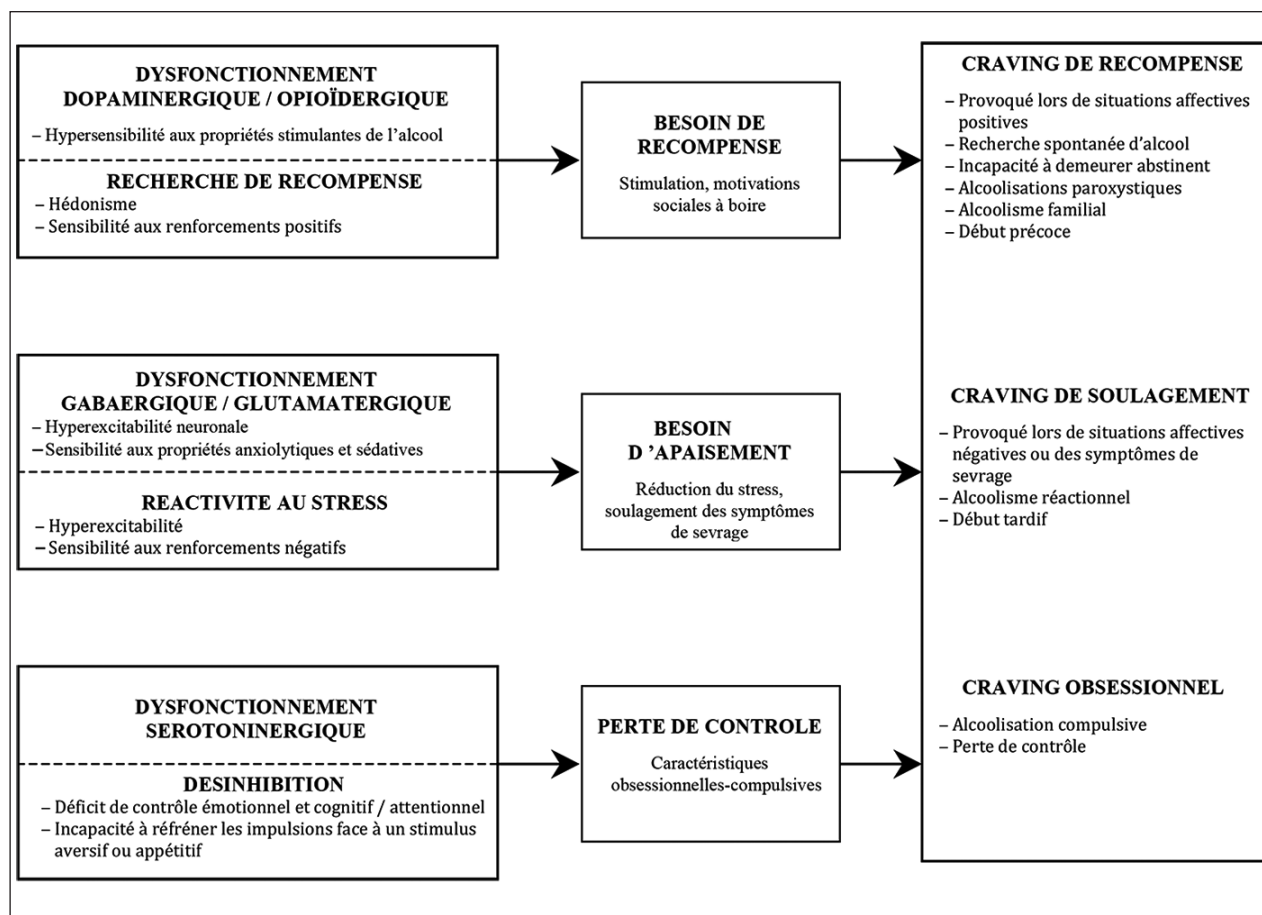 DYSFONCTIONNEMENT
DOPAMINERGIQUE / OPIOÏDERGIQUE
– Hypersensibilité aux propriétés stimulantes de l’alcool
RECHERCHE DE RECOMPENSE
– Hédonisme
– Sensibilité aux renforcements positifs
BESOIN DE
RECOMPENSE
Stimulation, motivations
sociales à boire
CRAVING DE RECOMPENSE
– Provoqué lors de situations affectives
positives
– Recherche spontanée d’alcool
– Incapacité à demeurer abstinent
– Alcoolisations paroxystiques
– Alcoolisme familial
– Début précoce
DYSFONCTIONNEMENT
GABAERGIQUE / GLUTAMATERGIQUE
– Hyperexcitabilité neuronale
– Sensibilité aux propriétés anxiolytiques et sédatives
REACTIVITE AU STRESS
– Hyperexcitabilité
– Sensibilité aux renforcements négatifs
BESOIN
D ’APAISEMENT
Réduction du stress,
soulagement des symptômes
de sevrage
CRAVING DE SOULAGEMENT
– Provoqué lors de situations affectives
négatives ou des symptômes de
sevrage
– Alcoolisme réactionnel
– Début tardif
DYSFONCTIONNEMENT
SEROTONINERGIQUE
DESINHIBITION
– Déficit de contrôle émotionnel et cognitif / attentionnel
– Incapacité à réfréner les impulsions face à un stimulus
aversif ou appétitif
PERTE DE CONTROLE
Caractéristiques
obsessionnelles-compulsives
CRAVING OBSESSIONNEL
– Alcoolisation compulsive
– Perte de contrôle